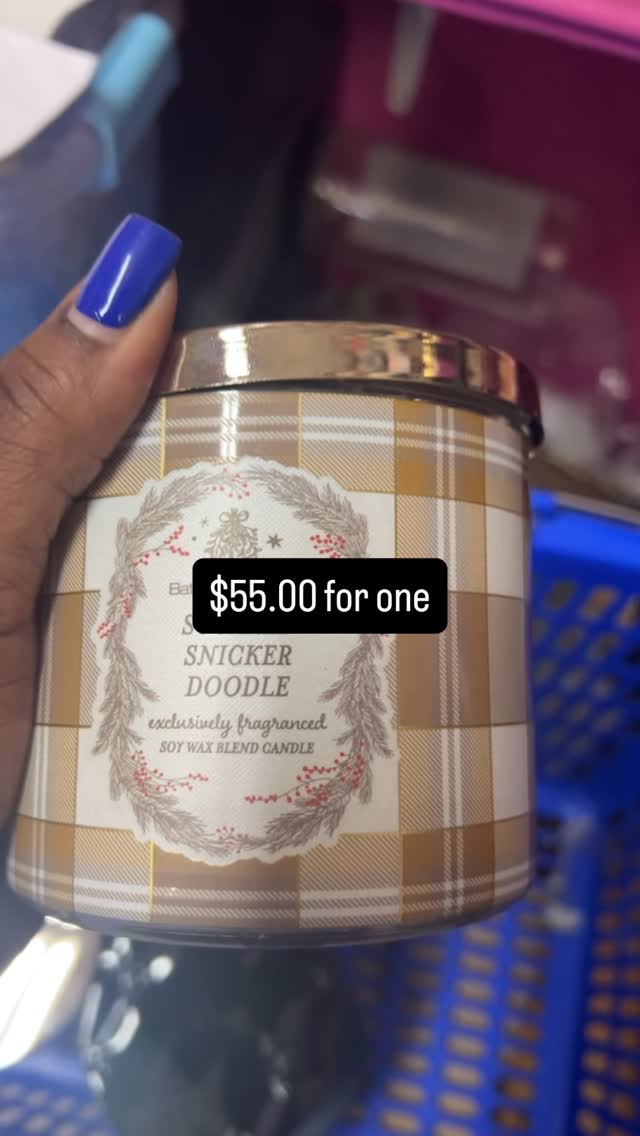 $55.00 for one
SNICKER
DOODLE
exclusively fragranced
SOY WAX BLEND CANDLE